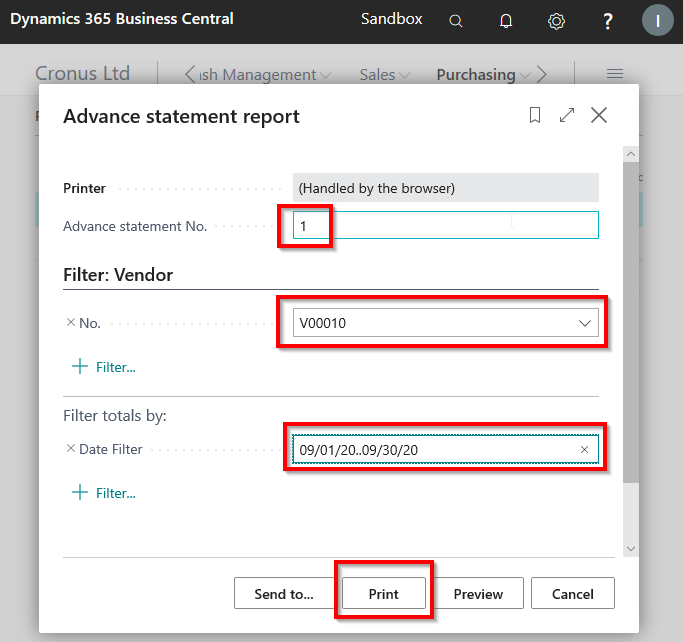 Dynamics 365 Business Central Sandbox ? I
Cronus Ltd sh Management Sales Purchasing
Advance statement report
Printer (Handled by the browser)
Advance statement No. 1
Filter: Vendor
× No. V00010
+ Filter...
Filter totals by:
× Date Filter 09/01/20..09/30/20 ×
+ Filter...
Send to... Print Preview Cancel